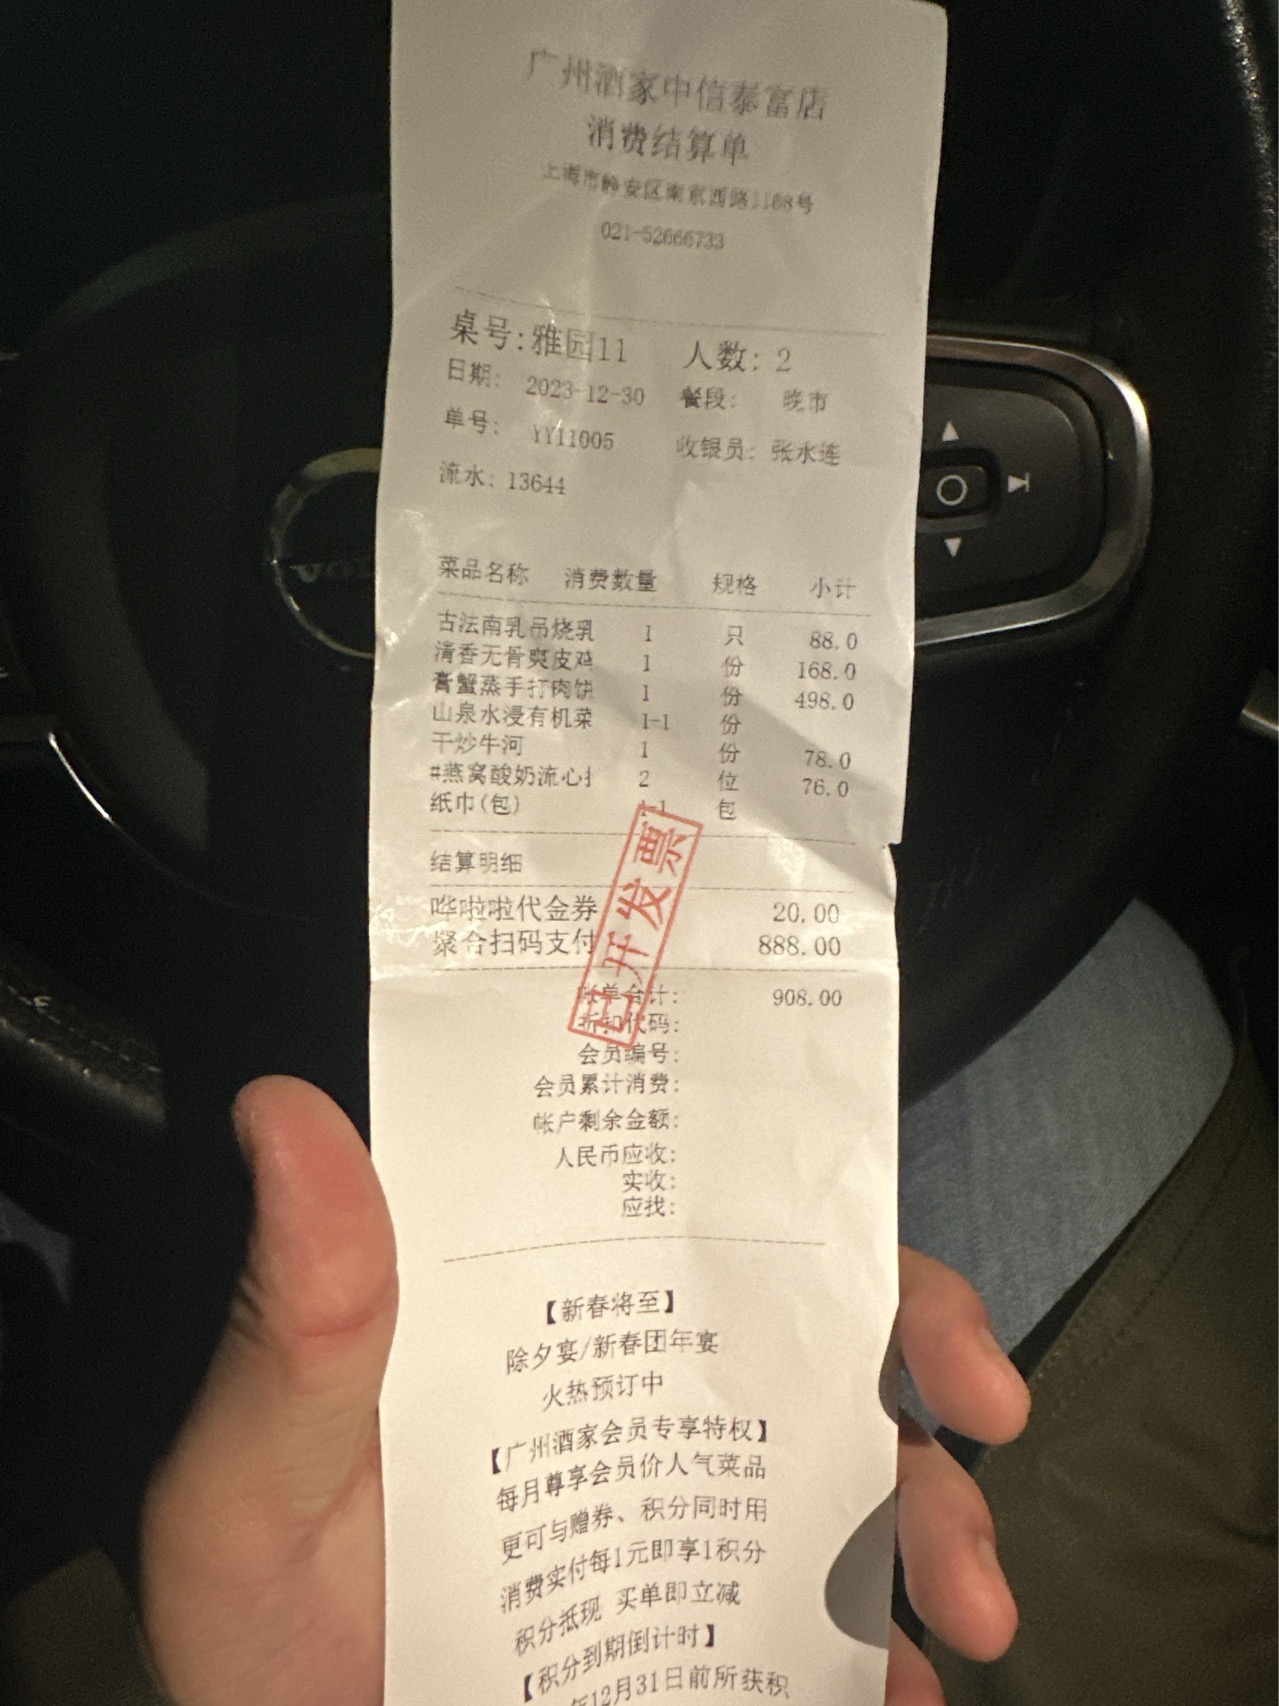 广州酒家中信泰富店
消费结算单
上海市静安区南京西路1168号
021-52666733
桌号:雅园11 人数: 2
日期: 2023-12-30 餐段: 晚市
单号: YY11005 收银员: 张水莲
流水: 13644
菜品名称 消费数量 规格 小计
古法南乳吊烧乳 1 只 88.0
清香无骨爽皮鸡 1 份 168.0
膏蟹蒸手打肉饼 1 份 498.0
山泉水浸有机菜 1-1 份
干炒牛河 1 份 78.0
#燕窝酸奶流心 2 位 76.0
纸巾(包) 1-1 包
结算明细
哗啦啦代金券 20.00
聚合扫码支付 888.00
已开发票
帐单合计: 908.00
折扣代码:
会员编号:
会员累计消费:
帐户剩余金额:
人民币应收:
实收:
应找:
【新春将至】
除夕宴/新春团年宴
火热预订中
【广州酒家会员专享特权】
每月尊享会员价人气菜品
更可与赠券、积分同时用
消费实付每1元即享1积分
积分抵现 买单即立减
【积分到期倒计时】
年12月31日前所获积